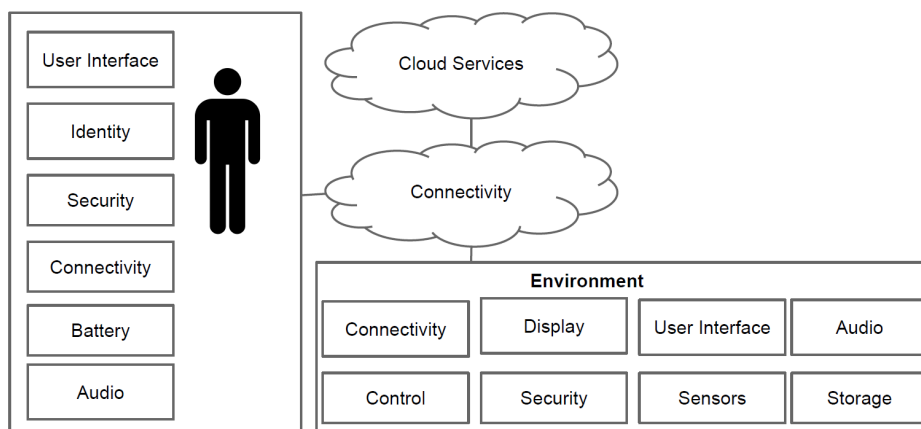 User Interface
Identity
Security
Connectivity
Battery
Audio
Cloud Services
Connectivity
Environment
Connectivity
Display
User Interface
Audio
Control
Security
Sensors
Storage